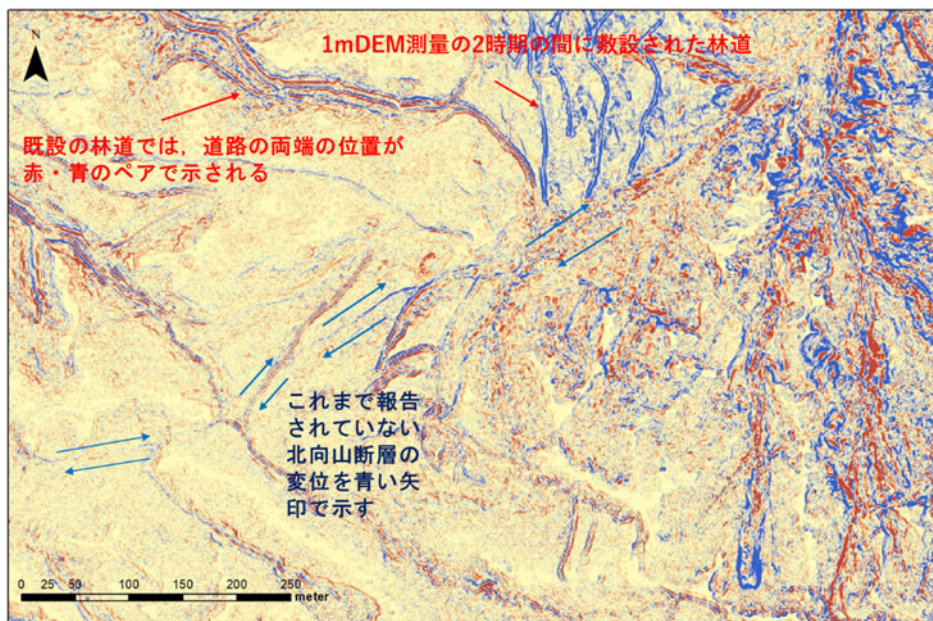 N
1mDEM測量の2時期の間に敷設された林道
既設の林道では，道路の両端の位置が
赤・青のペアで示される
これまで報告
されていない
北向山断層の
変位を青い矢
印で示す
0 25 50 100 150 200 250
meter